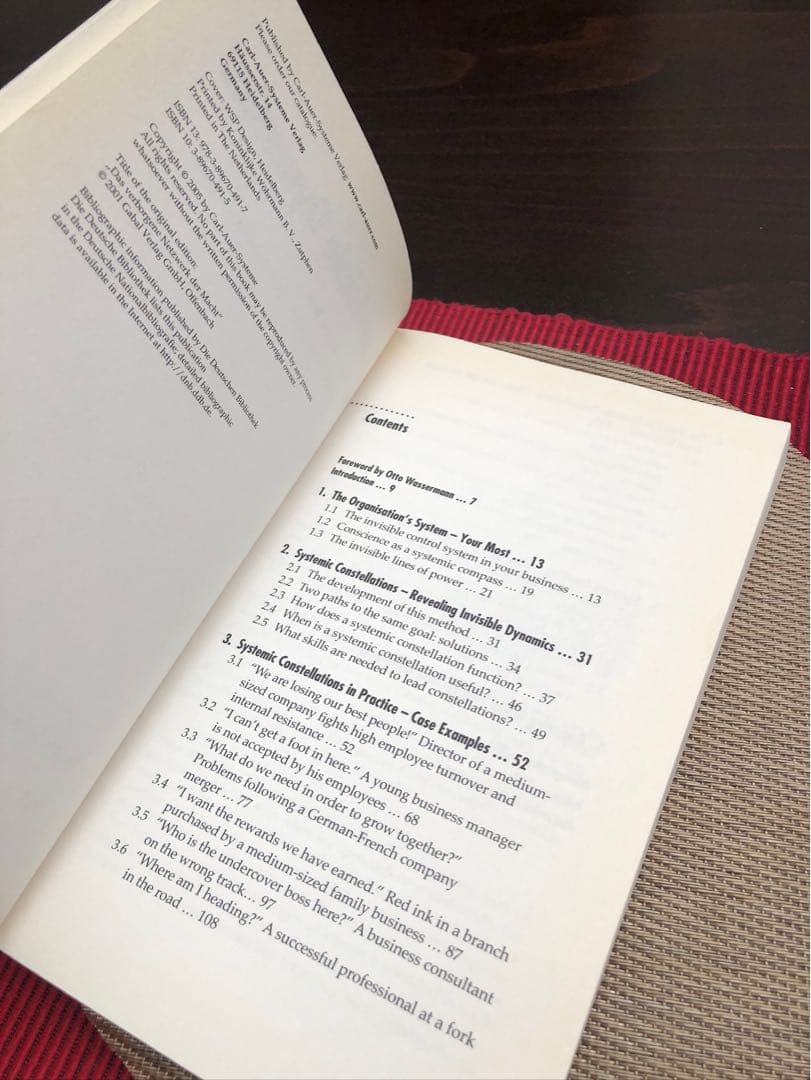 Published by Carl-Auer-Systeme Verlag, www.carl-auer.com
Please order our catalogue:
Carl-Auer-Systeme Verlag
Häusserstr. 14
69115 Heidelberg
Germany
Cover: WSP Design, Heidelberg
Printed by Koninklijke Wöhrmann B. V., Zutphen
Printed in The Netherlands
ISBN 13: 978-3-89670-491-7
ISBN 10: 3-89670-491-5
Copyright © 2005 by Carl-Auer-Systeme
All rights reserved. No part of this book may be reproduced by any process
whatsoever without the written permission of the copyright owner.
Title of the original edition:
„Das verborgene Netzwerk der Macht“
© 2001 Gabal Verlag GmbH, Offenbach
Bibliographic information published by Die Deutschen Bibliothek
Die Deutsche Bibliothek lists this publication
in the Deutsche Nationalbibliografie; detailed bibliographic
data is available in the Internet at http://dnb.ddb.de.
Contents
Foreword by Otto Wassermann ... 7
Introduction ... 9
1. The Organisation's System – Your Most ... 13
1.1 The invisible control system in your business ... 13
1.2 Conscience as a systemic compass ... 19
1.3 The invisible lines of power ... 21
2. Systemic Constellations – Revealing Invisible Dynamics ... 31
2.1 The development of this method ... 31
2.2 Two paths to the same goal: solutions ... 34
2.3 How does a systemic constellation function? ... 37
2.4 When is a systemic constellation useful? ... 46
2.5 What skills are needed to lead constellations? ... 49
3. Systemic Constellations in Practice – Case Examples ... 52
3.1 "We are losing our best people!" Director of a medium-
sized company fights high employee turnover and
internal resistance ... 52
3.2 "I can't get a foot in here." A young business manager
is not accepted by his employees ... 68
3.3 "What do we need in order to grow together?"
Problems following a German-French company
merger ... 77
3.4 "I want the rewards we have earned." Red ink in a branch
purchased by a medium-sized family business ... 87
3.5 "Who is the undercover boss here?" A business consultant
on the wrong track... 97
3.6 "Where am I heading?" A successful professional at a fork
in the road ... 108